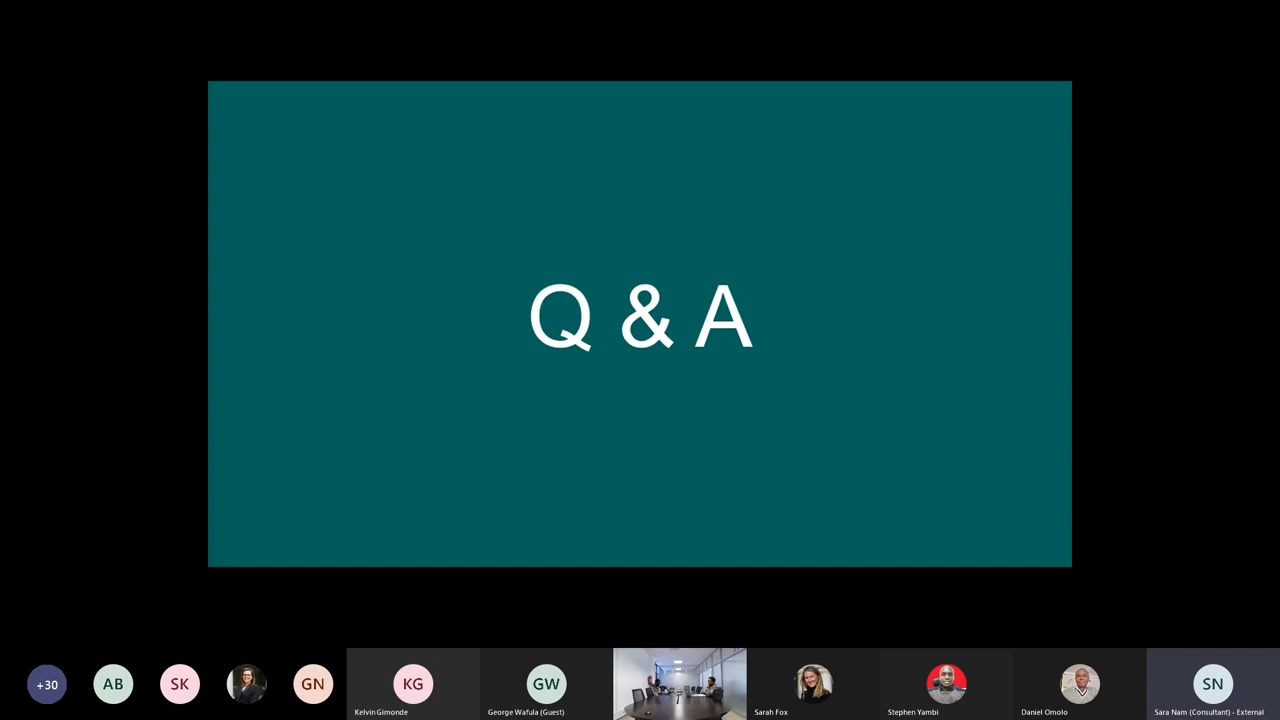 Q & A
+30
AB
SK
GN
KG
Kelvin Gimonde
GW
George Wafula (Guest)
Sarah Fox
Stephen Yambi
Daniel Omolo
SN
Sara Nam (Consultant) - External